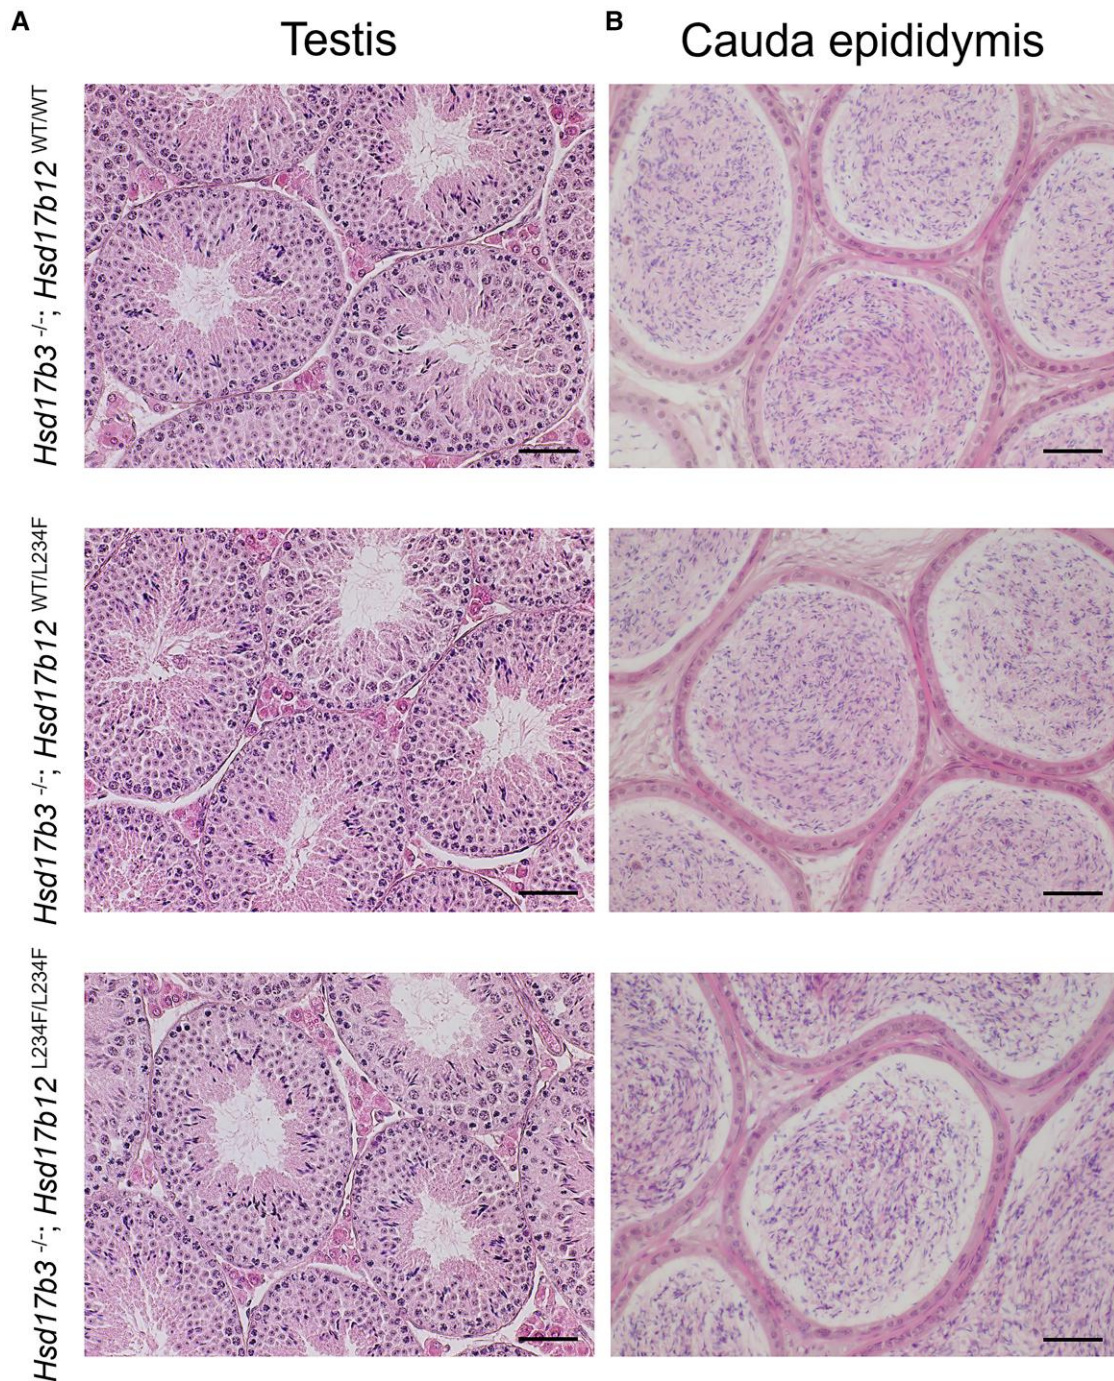 A
Testis
B
Cauda epididymis
Hsd17b3 -/-; Hsd17b12 WT/WT
Hsd17b3 -/-; Hsd17b12 WT/L234F
Hsd17b3 -/-; Hsd17b12 L234F/L234F